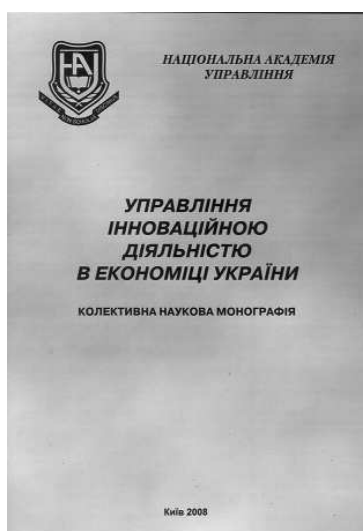 НАЦІОНАЛЬНА АКАДЕМІЯ
УПРАВЛІННЯ
УПРАВЛІННЯ
ІННОВАЦІЙНОЮ
ДІЯЛЬНІСТЮ
В ЕКОНОМІЦІ УКРАЇНИ
КОЛЕКТИВНА НАУКОВА МОНОГРАФІЯ
Київ 2008